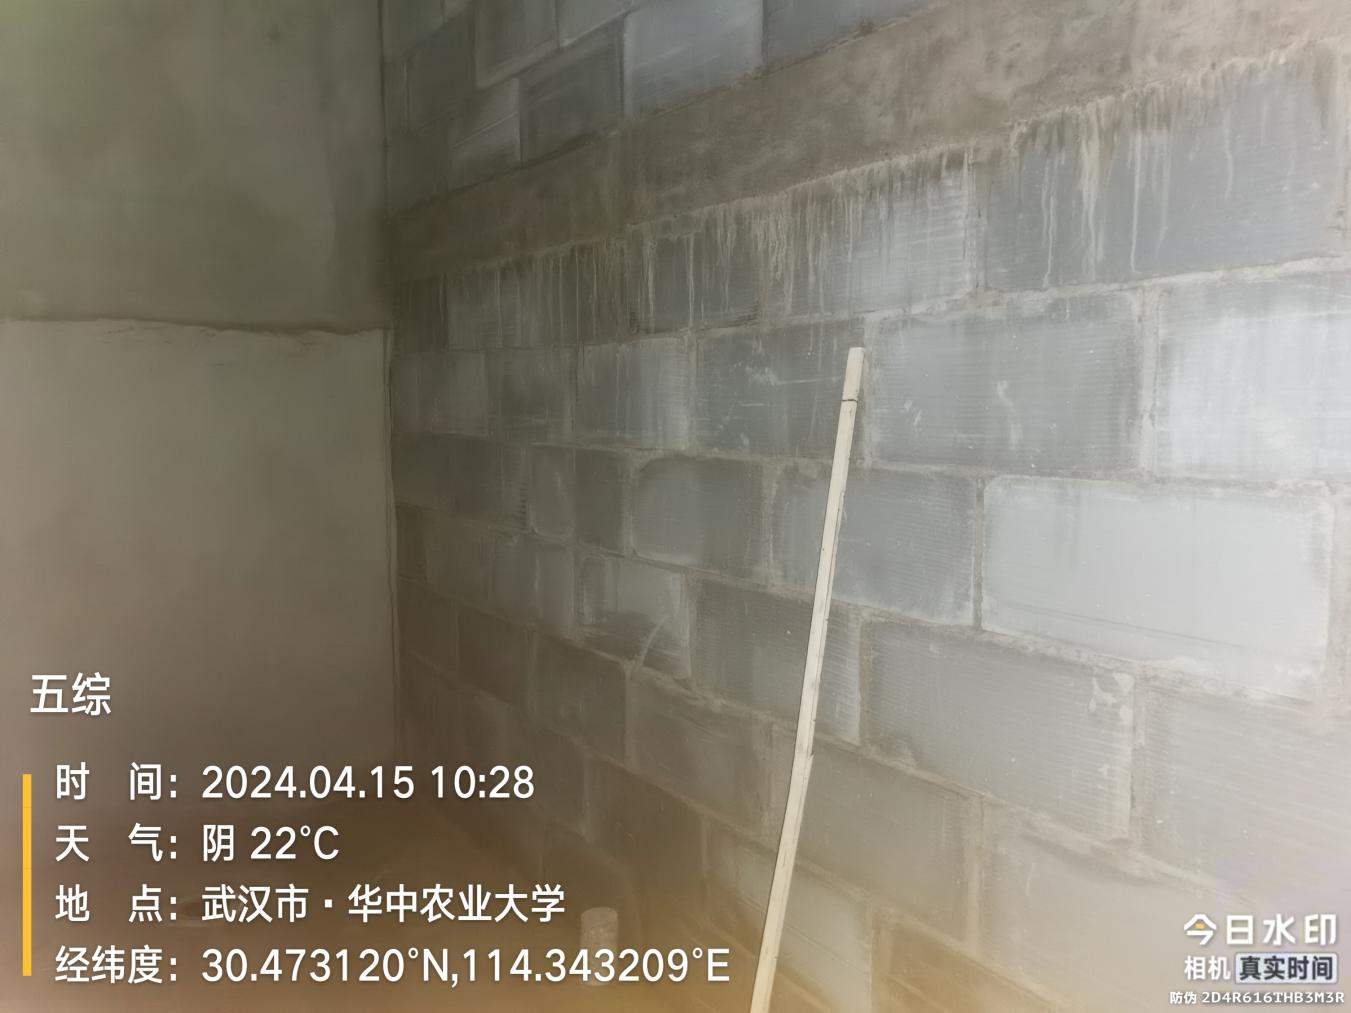 五综
时 间：2024.04.15 10:28
天 气：阴 22°C
地 点：武汉市·华中农业大学
经纬度：30.473120°N,114.343209°E
今日水印
相机 真实时间
防伪 2D4R616THB3M3R